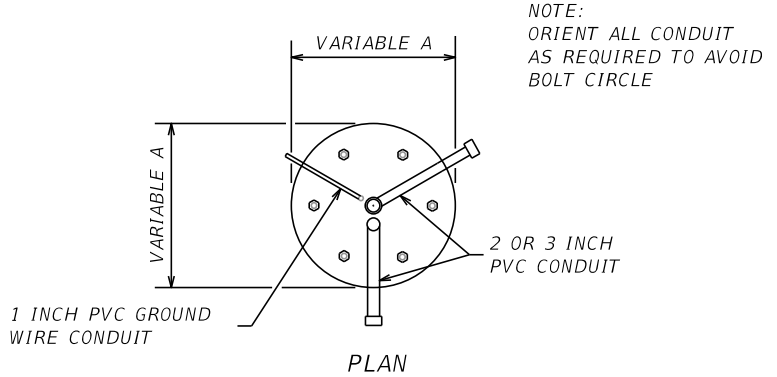 NOTE:
ORIENT ALL CONDUIT
AS REQUIRED TO AVOID
BOLT CIRCLE
VARIABLE A
VARIABLE A
2 OR 3 INCH
PVC CONDUIT
1 INCH PVC GROUND
WIRE CONDUIT
PLAN